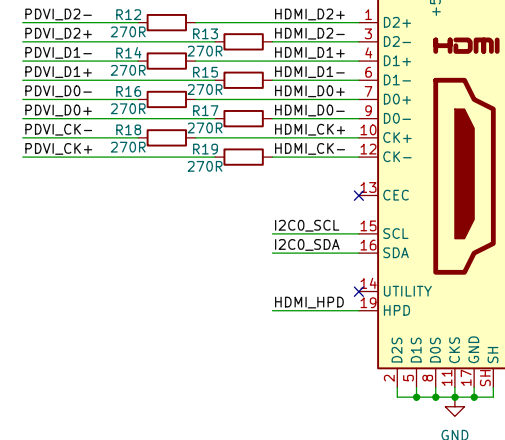 +5
PDVI_D2- R12 270R HDMI_D2+ 1 D2+
PDVI_D2+ R13 270R HDMI_D2- 3 D2-
PDVI_D1- R14 270R HDMI_D1+ 4 D1+
PDVI_D1+ R15 270R HDMI_D1- 6 D1-
PDVI_D0- R16 270R HDMI_D0+ 7 D0+
PDVI_D0+ R17 270R HDMI_D0- 9 D0-
PDVI_CK- R18 270R HDMI_CK+ 10 CK+
PDVI_CK+ R19 270R HDMI_CK- 12 CK-
HDMI
13 CEC
I2C0_SCL 15 SCL
I2C0_SDA 16 SDA
14 UTILITY
HDMI_HPD 19 HPD
D2S D1S D0S CKS GND SH
2 5 8 11 17 SH
GND